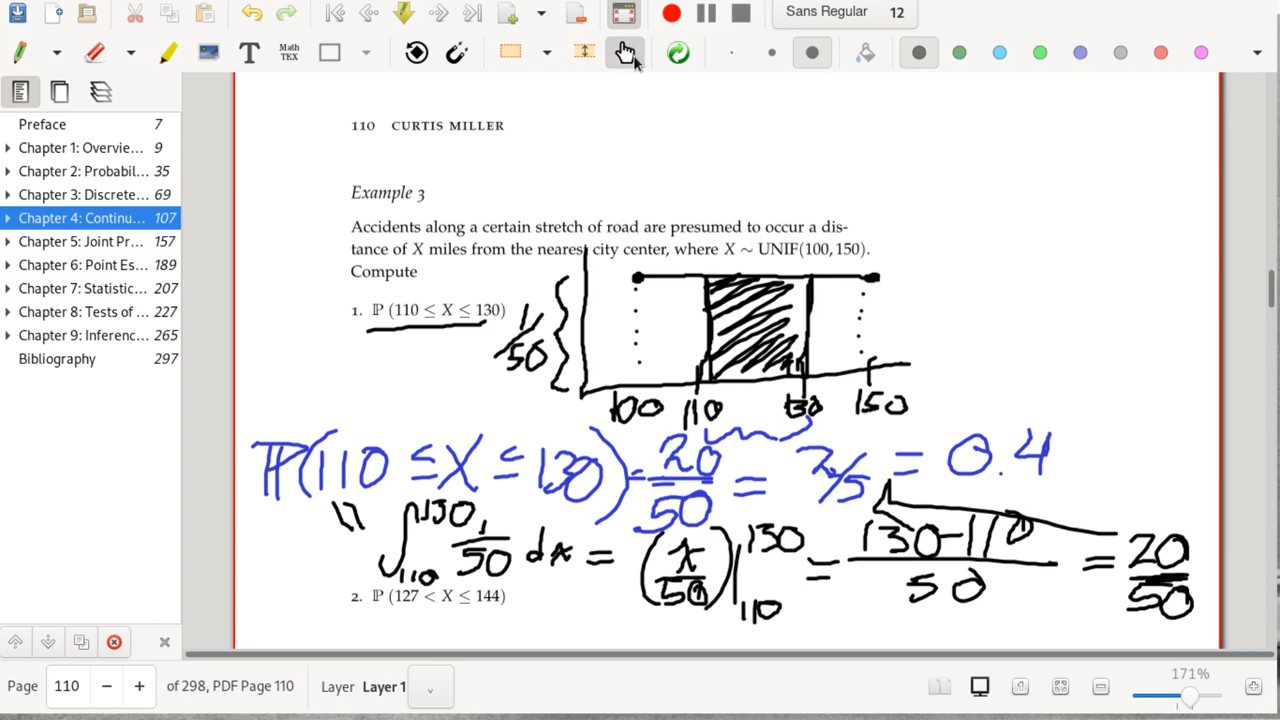 Sans Regular 12
Math
TEX
Preface 7
Chapter 1: Overvie... 9
Chapter 2: Probabil... 35
Chapter 3: Discrete... 69
Chapter 4: Continu... 107
Chapter 5: Joint Pr... 157
Chapter 6: Point Es... 189
Chapter 7: Statistic... 207
Chapter 8: Tests of ... 227
Chapter 9: Inferenc... 265
Bibliography 297
110 CURTIS MILLER
Example 3
Accidents along a certain stretch of road are presumed to occur a dis-
tance of X miles from the nearest city center, where X ∼ UNIF(100, 150).
Compute
1. ℙ (110 ≤ X ≤ 130)
1/50
100 110 130 150
ℙ(110 ≤ X ≤ 130) = 20/50 = 2/5 = 0.4
∫_110^130 1/50 dx = (x/50)|_110^130 = (130-110)/50 = 20/50
2. ℙ (127 < X ≤ 144)
Page 110 of 298, PDF Page 110 Layer Layer 1 171%